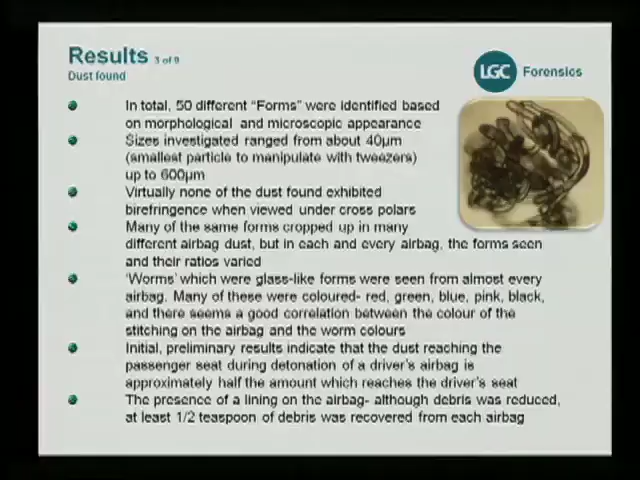 Results 3 of 9
Dust found
LGC Forensics
In total, 50 different "Forms" were identified based
on morphological and microscopic appearance
Sizes investigated ranged from about 40µm
(smallest particle to manipulate with tweezers)
up to 600µm
Virtually none of the dust found exhibited
birefringence when viewed under cross polars
Many of the same forms cropped up in many
different airbag dust, but in each and every airbag, the forms seen
and their ratios varied
'Worms' which were glass-like forms were seen from almost every
airbag. Many of these were coloured- red, green, blue, pink, black,
and there seems a good correlation between the colour of the
stitching on the airbag and the worm colours
Initial, preliminary results indicate that the dust reaching the
passenger seat during detonation of a driver's airbag is
approximately half the amount which reaches the driver's seat
The presence of a lining on the airbag- although debris was reduced,
at least 1/2 teaspoon of debris was recovered from each airbag